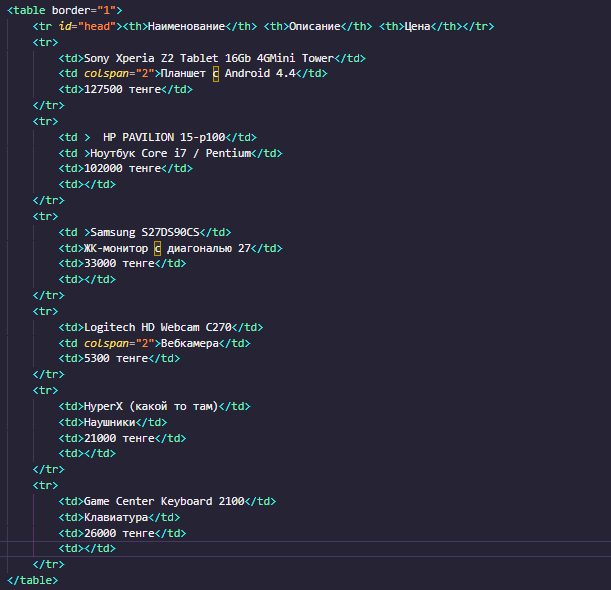 <table border="1">
<tr id="head"><th>Наименование</th> <th>Описание</th> <th>Цена</th></tr>
<tr>
<td>Sony Xperia Z2 Tablet 16Gb 4GMini Tower</td>
<td colspan="2">Планшет с Android 4.4</td>
<td>127500 тенге</td>
</tr>
<tr>
<td >  HP PAVILION 15-p100</td>
<td >Ноутбук Core i7 / Pentium</td>
<td>102000 тенге</td>
<td></td>
</tr>
<tr>
<td >Samsung S27DS90CS</td>
<td>ЖК-монитор с диагональю 27</td>
<td>33000 тенге</td>
<td></td>
</tr>
<tr>
<td>Logitech HD Webcam C270</td>
<td colspan="2">Вебкамера</td>
<td>5300 тенге</td>
</tr>
<tr>
<td>HyperX (какой то там)</td>
<td>Наушники</td>
<td>21000 тенге</td>
<td></td>
</tr>
<tr>
<td>Game Center Keyboard 2100</td>
<td>Клавиатура</td>
<td>26000 тенге</td>
<td></td>
</tr>
</table>